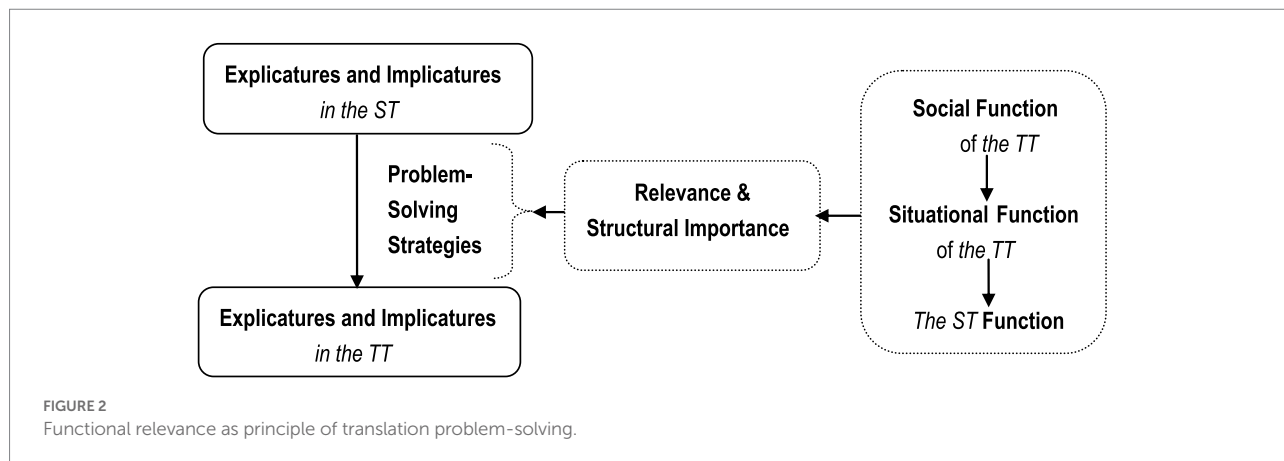 Explicatures and Implicatures
in the ST
Problem-
Solving
Strategies
Explicatures and Implicatures
in the TT
Relevance &
Structural Importance
Social Function
of the TT
Situational Function
of the TT
The ST Function
FIGURE 2
Functional relevance as principle of translation problem-solving.